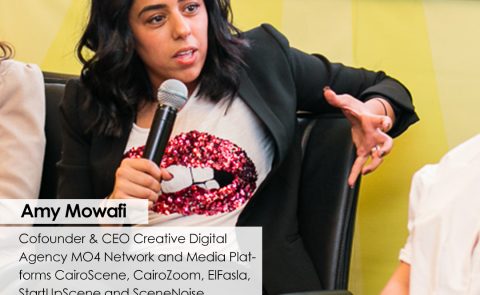 Amy Mowafi
Cofounder & CEO Creative Digital
Agency MO4 Network and Media Plat-
forms CairoScene, CairoZoom, ElFasla,
StartUpScene and SceneNoise